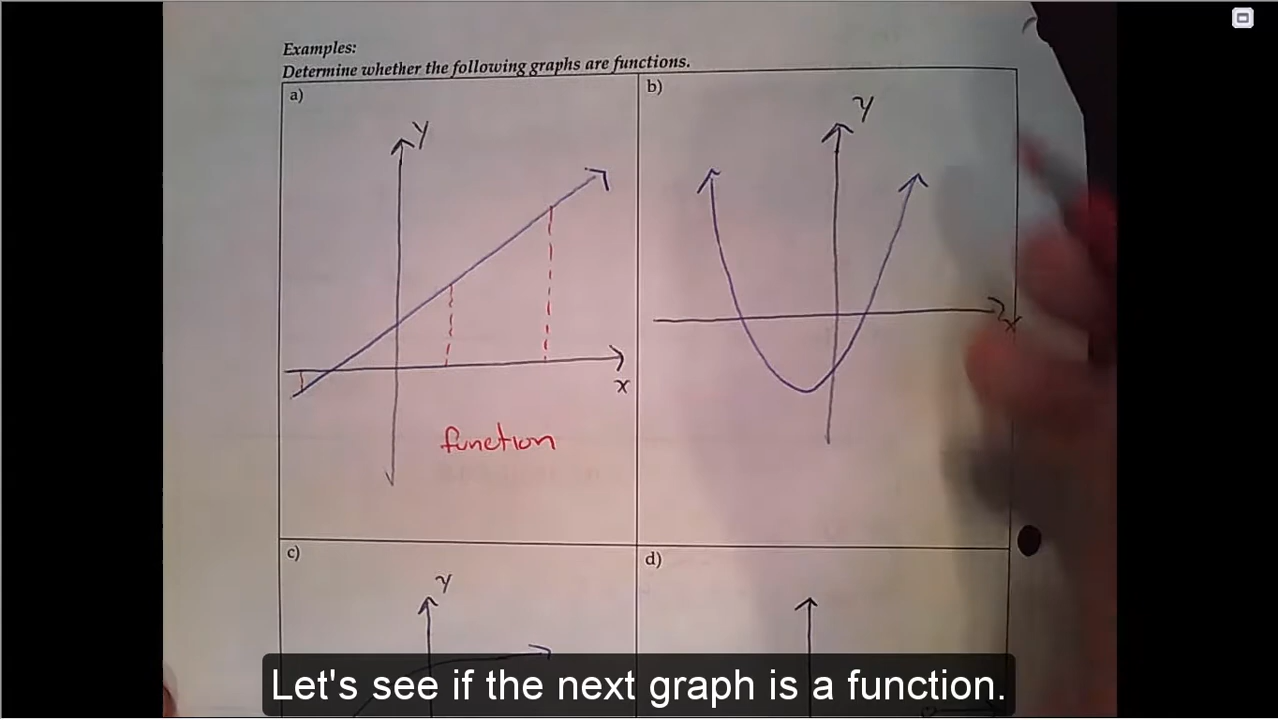 Examples:
Determine whether the following graphs are functions.
a)
b)
y
y
x
x
function
c)
d)
y
Let's see if the next graph is a function.